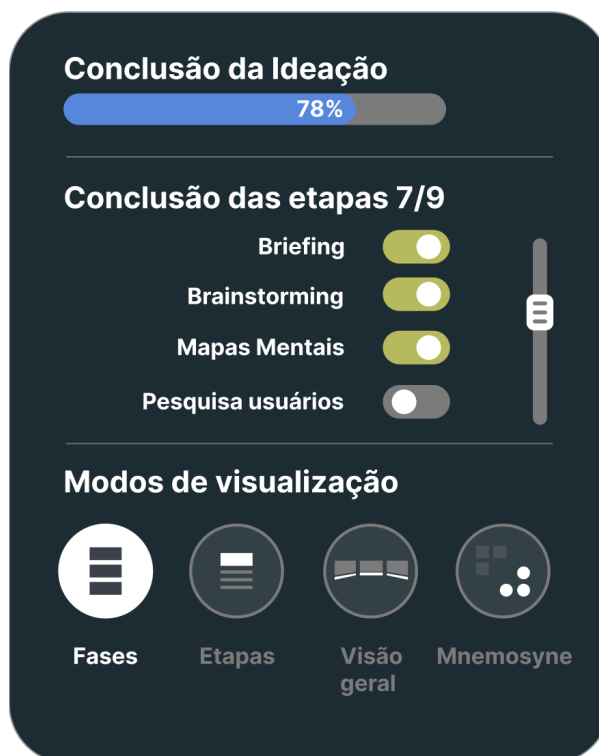 Conclusão da Ideação
78%
Conclusão das etapas 7/9
Briefing
Brainstorming
Mapas Mentais
Pesquisa usuários
Modos de visualização
Fases
Etapas
Visão
geral
Mnemosyne